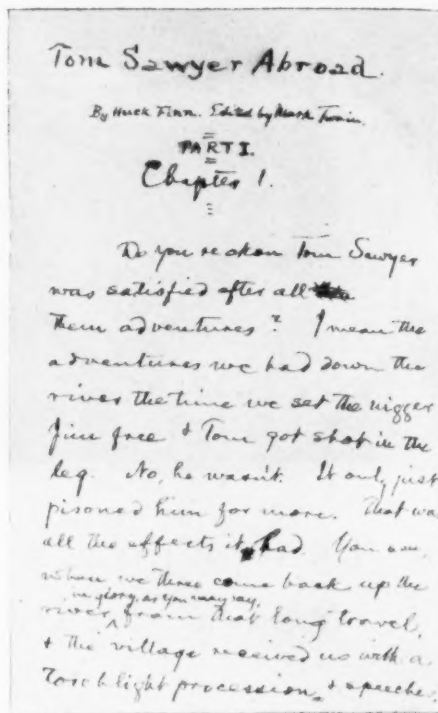 Tom Sawyer Abroad.
By Huck Finn. Edited by Mark Twain.
PART I.
Chapter 1.
Do you reckon Tom Sawyer
was satisfied after all
them adventures? I mean the
adventures we had down the
river the time we set the nigger
Jim free & Tom got shot in the
leg. No, he wasn't. It only just
pisoned him for more. That was
all the effects it had. You see,
when we three come back up the
in glory, as you may say,
river from that long travel,
& the village received us with a
Torchlight procession, & speeches,